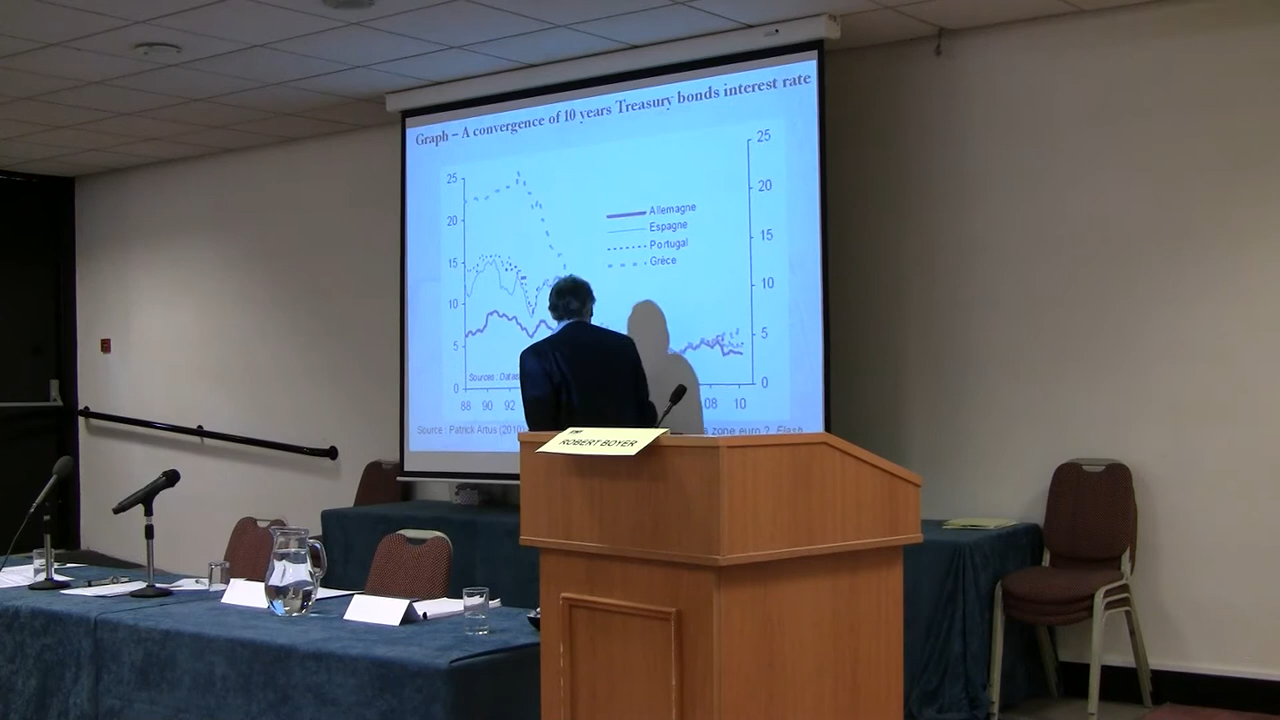 Graph – A convergence of 10 years Treasury bonds interest rate
25
20
15
10
5
0
25
20
15
10
5
0
Allemagne
Espagne
Portugal
Grèce
Sources :
88 90 92
08 10
Source : Patrick Artus (2010)
zone euro ?, Flash
ROBERT BOYER